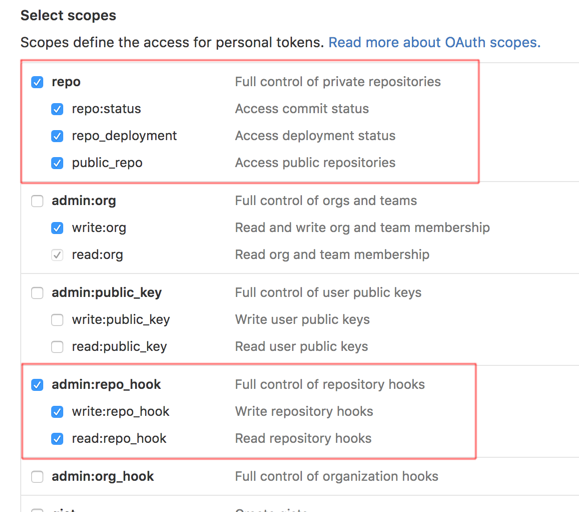 Select scopes
Scopes define the access for personal tokens. Read more about OAuth scopes.
repo Full control of private repositories
repo:status Access commit status
repo_deployment Access deployment status
public_repo Access public repositories
admin:org Full control of orgs and teams
write:org Read and write org and team membership
read:org Read org and team membership
admin:public_key Full control of user public keys
write:public_key Write user public keys
read:public_key Read user public keys
admin:repo_hook Full control of repository hooks
write:repo_hook Write repository hooks
read:repo_hook Read repository hooks
admin:org_hook Full control of organization hooks